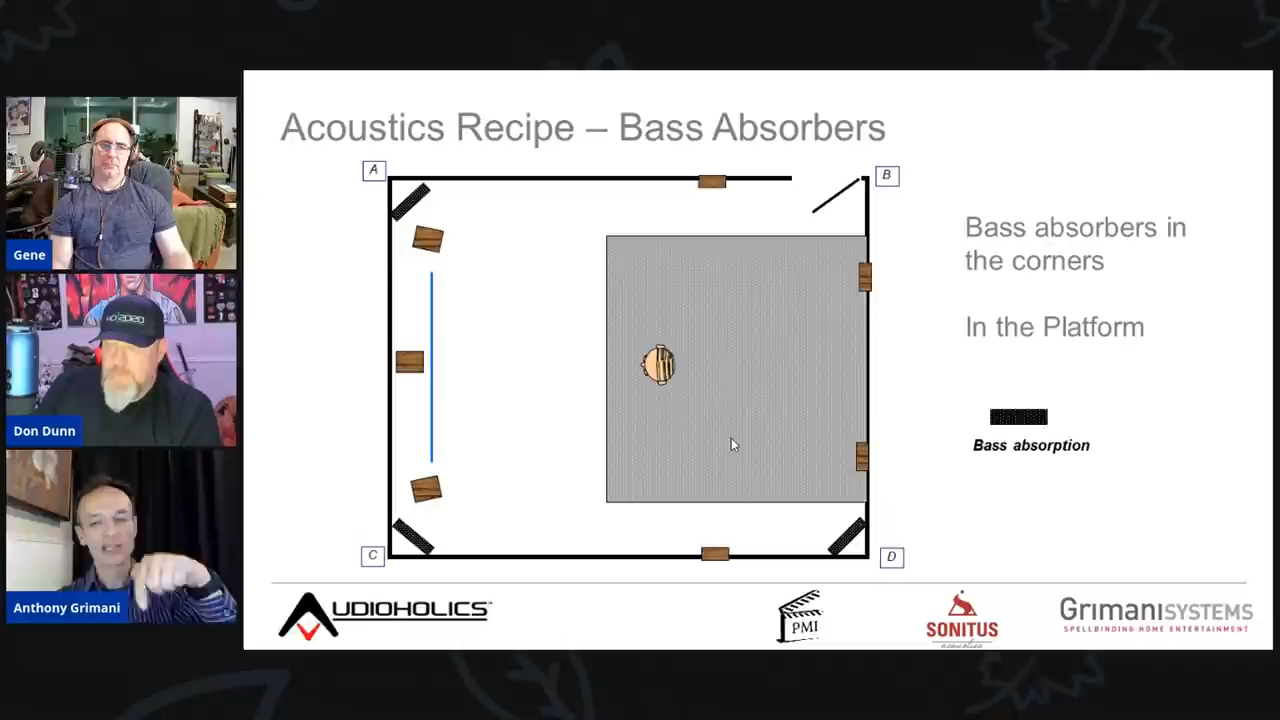 Acoustics Recipe – Bass Absorbers
A
B
Bass absorbers in
the corners
In the Platform
Bass absorption
C
D
Gene
Don Dunn
Anthony Grimani
AUDIOHOLICS
PMI
SONITUS
acoustics
GRIMANISYSTEMS
SPELLBINDING HOME ENTERTAINMENT